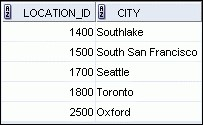 LOCATION_ID CITY
1400 Southlake
1500 South San Francisco
1700 Seattle
1800 Toronto
2500 Oxford